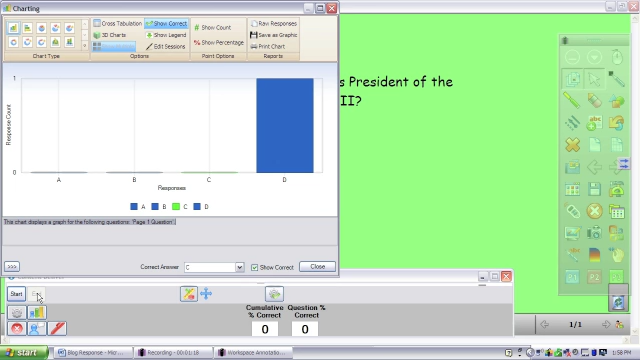 Charting
Cross Tabulation
Show Correct
3D Charts
Show Legend
Edit Sessions
# Show Count
% Show Percentage
Raw Responses
Save as Graphic
Print Chart
Chart Type
Options
Point Options
Reports
s President of the
II?
1
Response Count
0
A B C D
Responses
A B C D
The chart displays a graph for the following questions: 'Page 1 Question'.
>>>
Correct Answer C
Show Correct
Close
Start
Cumulative % Correct
Question % Correct
0 0
1/1
start
Blog Response - Micr...
Recording - 00:01:18
Workspace Annotatio...
1:58 PM